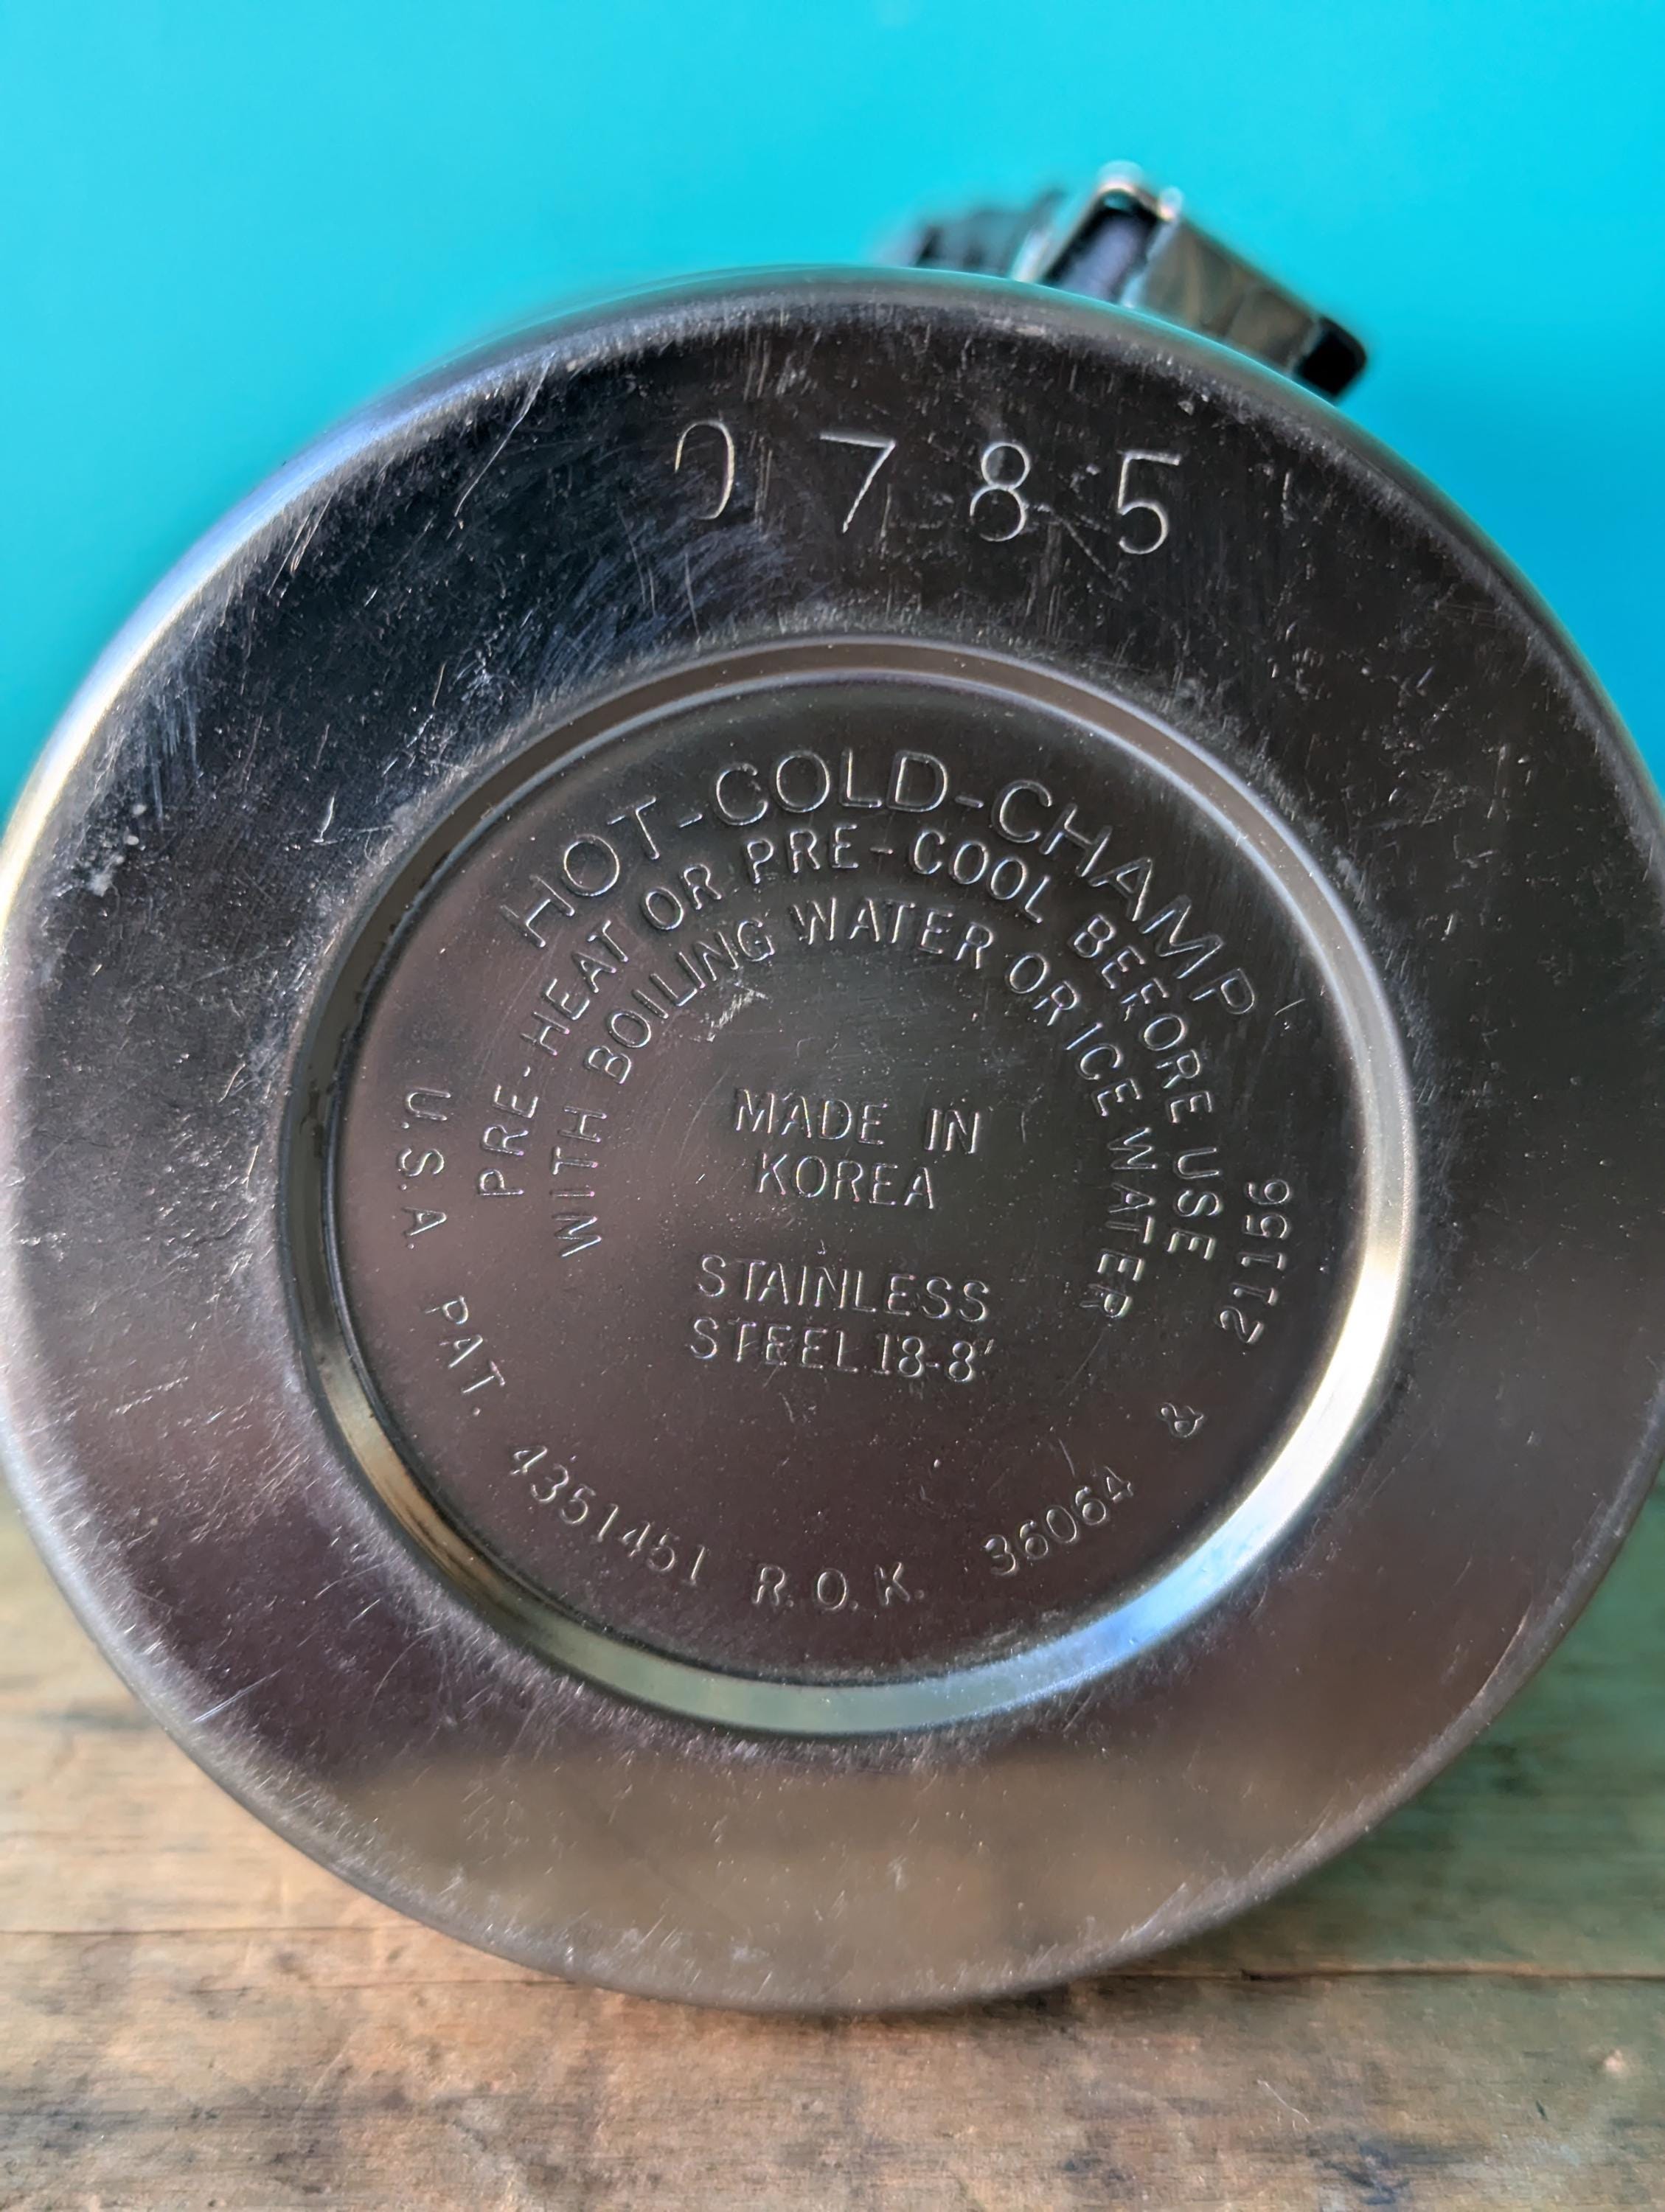 0785
HOT-COLD-CHAMP
PRE-HEAT OR PRE-COOL BEFORE USE
WITH BOILING WATER OR ICE WATER
MADE IN
KOREA
STAINLESS
STEEL 18-8
U.S.A. PAT. 4351451 R.O.K. 36064 & 21156